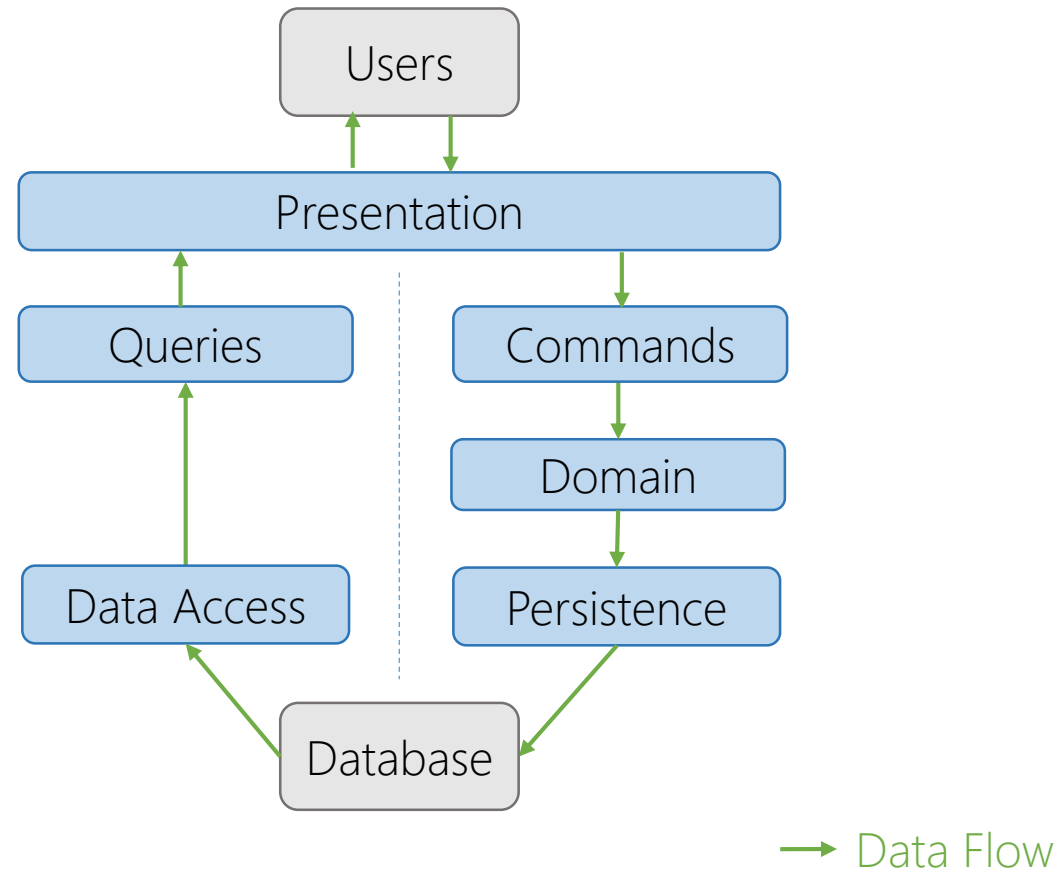 Users
Presentation
Queries
Commands
Domain
Data Access
Persistence
Database
Data Flow